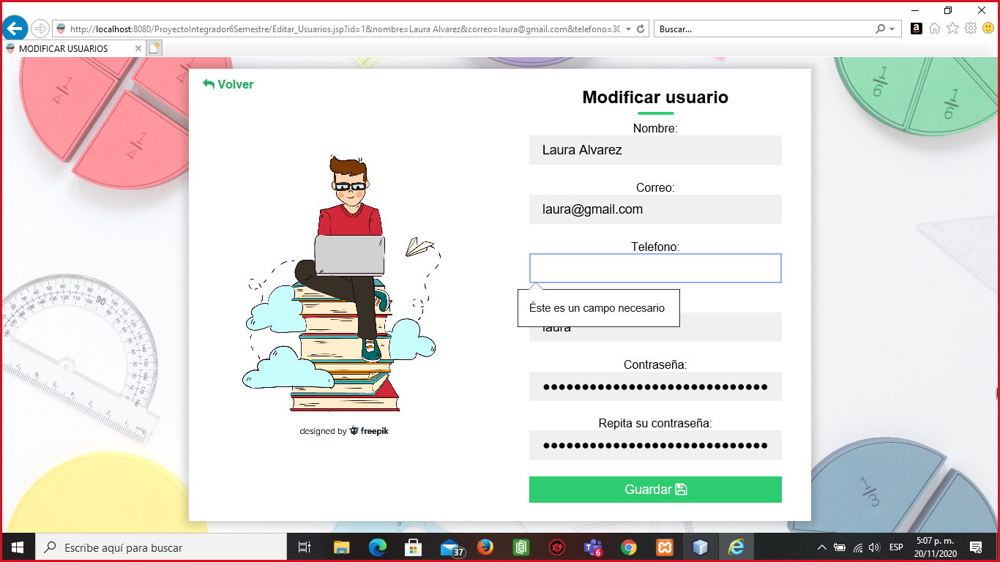 http://localhost:8080/ProyectoIntegrador6Semestre/Editar_Usuarios.jsp?id=1&nombre=Laura Alvarez&correo=laura@gmail.com&telefono=30
Buscar...
MODIFICAR USUARIOS
Volver
Modificar usuario
Nombre:
Laura Alvarez
Correo:
laura@gmail.com
Telefono:
Éste es un campo necesario
laura
Contraseña:
Repita su contraseña:
Guardar
designed by freepik
1/4
1/4
1/4
1/6
1/6
1/3
90
Escribe aquí para buscar
37
6
ESP
5:07 p. m.
20/11/2020